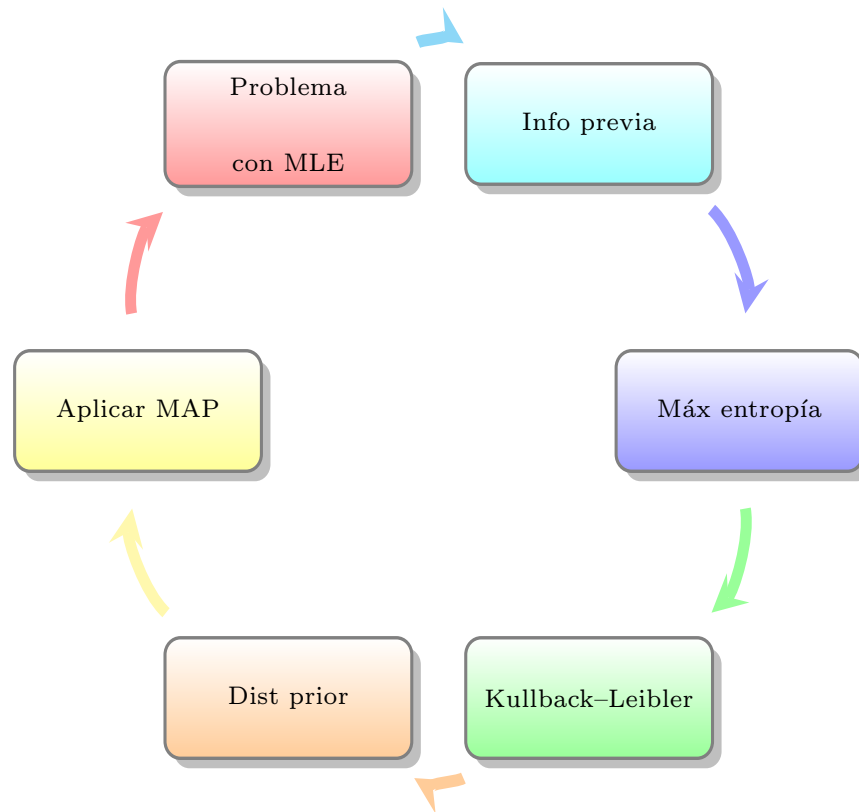 Problema
con MLE
Info previa
Máx entropía
Kullback–Leibler
Dist prior
Aplicar MAP